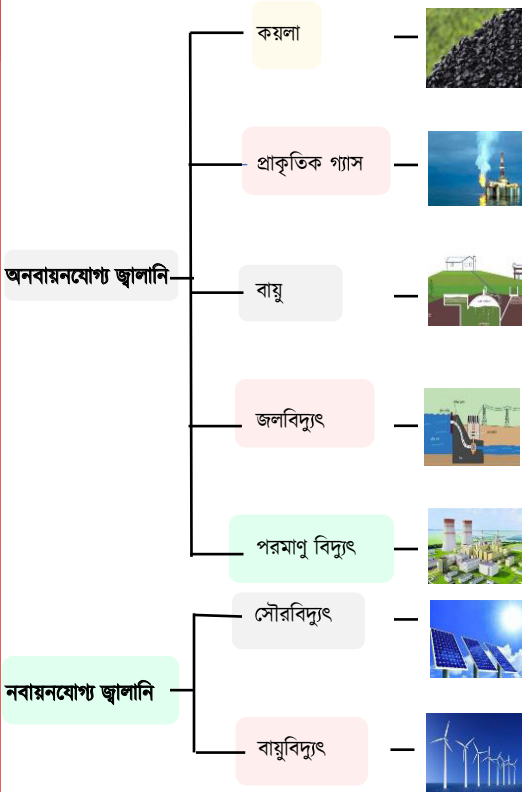 কয়লা
প্রাকৃতিক গ্যাস
অনবায়নযোগ্য জ্বালানি
বায়ু
জলবিদ্যুৎ
পরমাণু বিদ্যুৎ
সৌরবিদ্যুৎ
নবায়নযোগ্য জ্বালানি
বায়ুবিদ্যুৎ